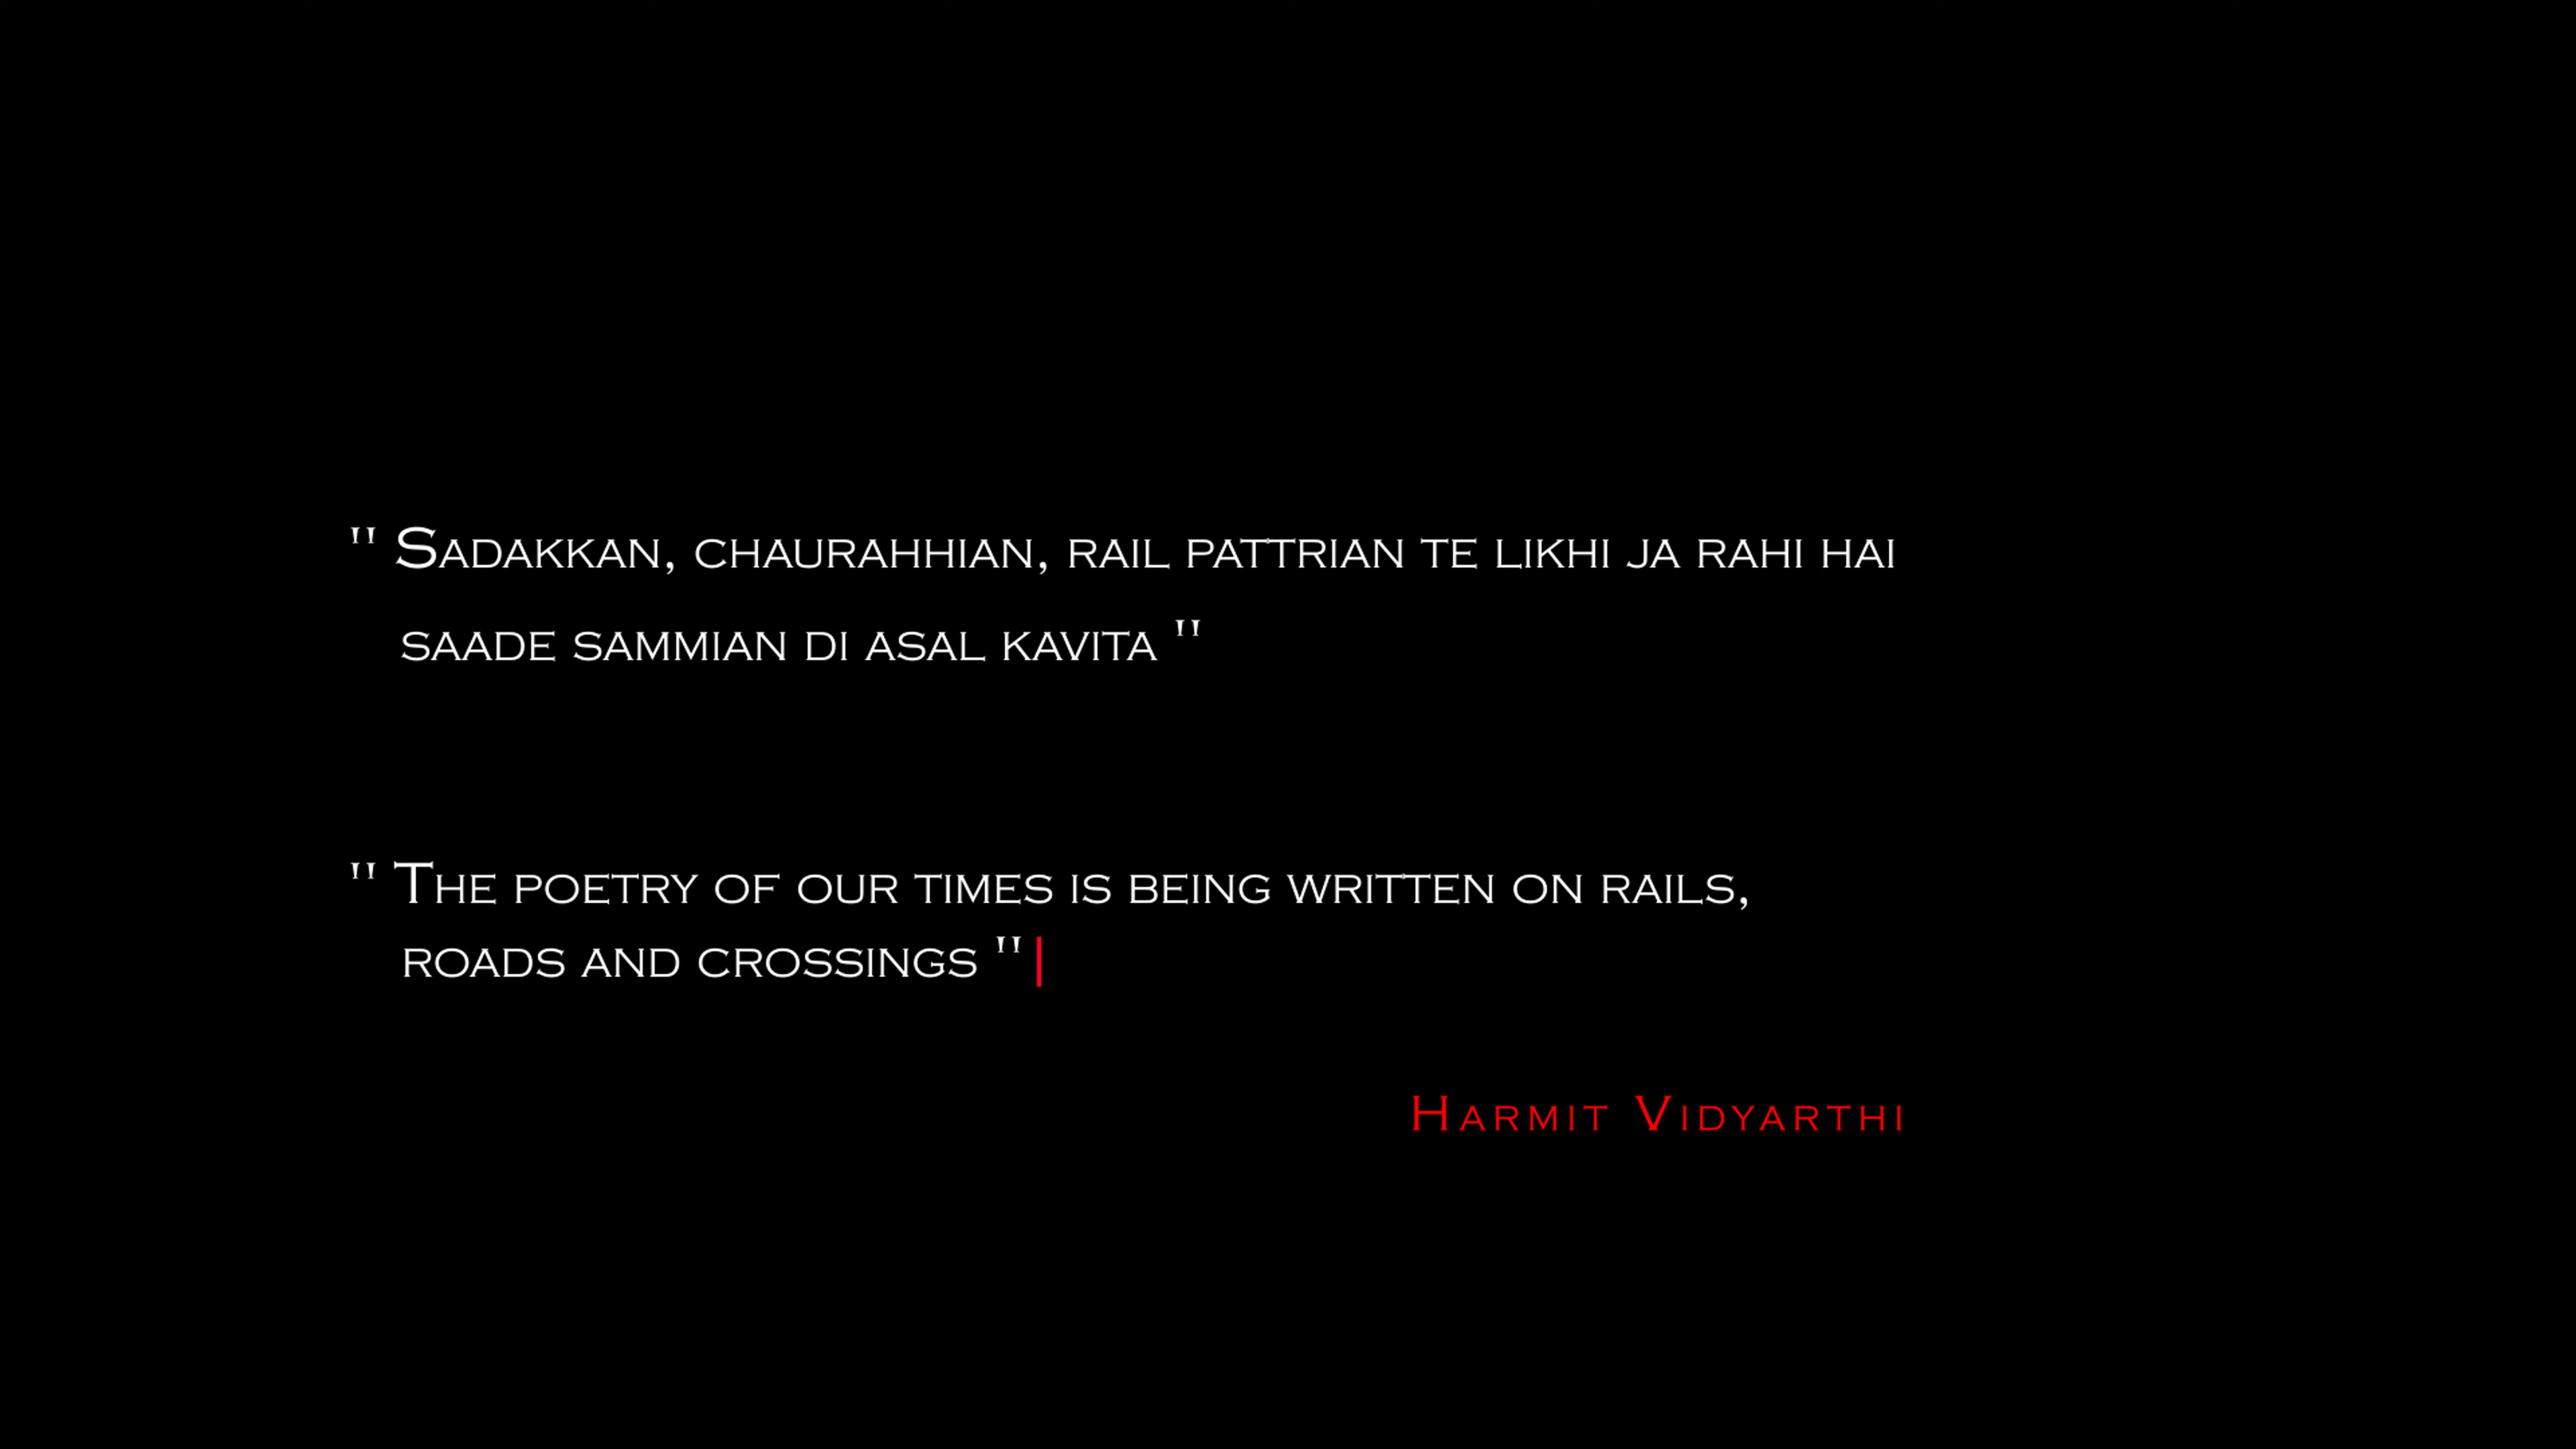 " Sadakkan, chaurahhian, rail pattrian te likhi ja rahi hai
saade sammian di asal kavita "
" The poetry of our times is being written on rails,
roads and crossings "|
Harmit Vidyarthi